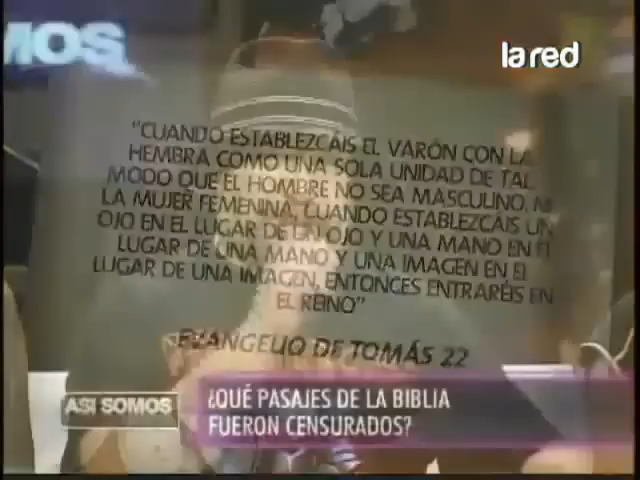 MOS
la red
"CUANDO ESTABLEZCÁIS EL VARÓN CON LA
HEMBRA COMO UNA SOLA UNIDAD DE TAL
MODO QUE EL HOMBRE NO SEA MASCULINO, NI
LA MUJER FEMENINA, CUANDO ESTABLEZCÁIS UN
OJO EN EL LUGAR DE UN OJO Y UNA MANO EN EL
LUGAR DE UNA MANO Y UNA IMAGEN EN EL
LUGAR DE UNA IMAGEN, ENTONCES ENTRARÉIS EN
EL REINO"
EVANGELIO DE TOMÁS 22
ASI SOMOS
¿QUÉ PASAJES DE LA BIBLIA
FUERON CENSURADOS?